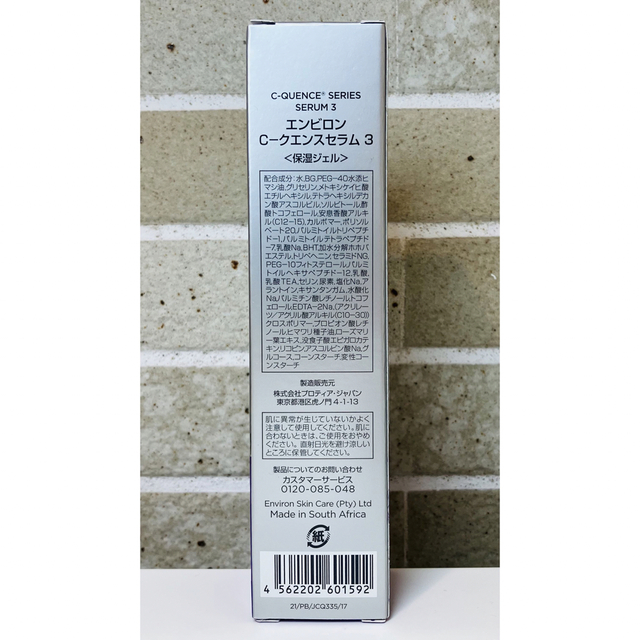 C-QUENCE® SERIES
SERUM 3
エンビロン
C-クエンスセラム 3
＜保湿ジェル＞
配合成分：水,BG,PEG-40水添ヒ
マシ油,グリセリン,メトキシケイヒ酸
エチルヘキシル,テトラヘキシルデカ
ン酸アスコルビル,ソルビトール,酢
酸トコフェロール,安息香酸アルキ
ル(C12-15),カルボマー,ポリソル
ベート20,パルミトイルトリペプチ
ド-1,パルミトイルテトラペプチド
-7,乳酸Na,BHT,加水分解ホホバ
エステル,トリベヘニン,セラミドNG,
PEG-10フィトステロール,パルミ
トイルヘキサペプチド-12,乳酸,
乳酸TEA,セリン,尿素,塩化Na,ア
ラントイン,キサンタンガム,水酸化
Na,パルミチン酸レチノール,トコフ
ェロール,EDTA-2Na,(アクリレー
ツ/アクリル酸アルキル(C10-30))
クロスポリマー,プロピオン酸レチ
ノール,ヒマワリ種子油,ローズマリ
ー葉エキス,没食子酸エピガロカテ
キン,リコピン,アスコルビン酸Na,グ
ルコース,コーンスターチ,変性コー
ンスターチ
製造販売元
株式会社プロティア・ジャパン
東京都港区虎ノ門 4-1-13
肌に異常が生じていないかよく
注意して使用してください。肌に
合わないときは、ご使用をおやめ
ください。直射日光を避け涼しい
ところに保管してください。
製品についてのお問い合わせ
カスタマーサービス
0120-085-048
Environ Skin Care (Pty) Ltd
Made in South Africa
紙
4 562202 601592
21/PB/JCQ335/17